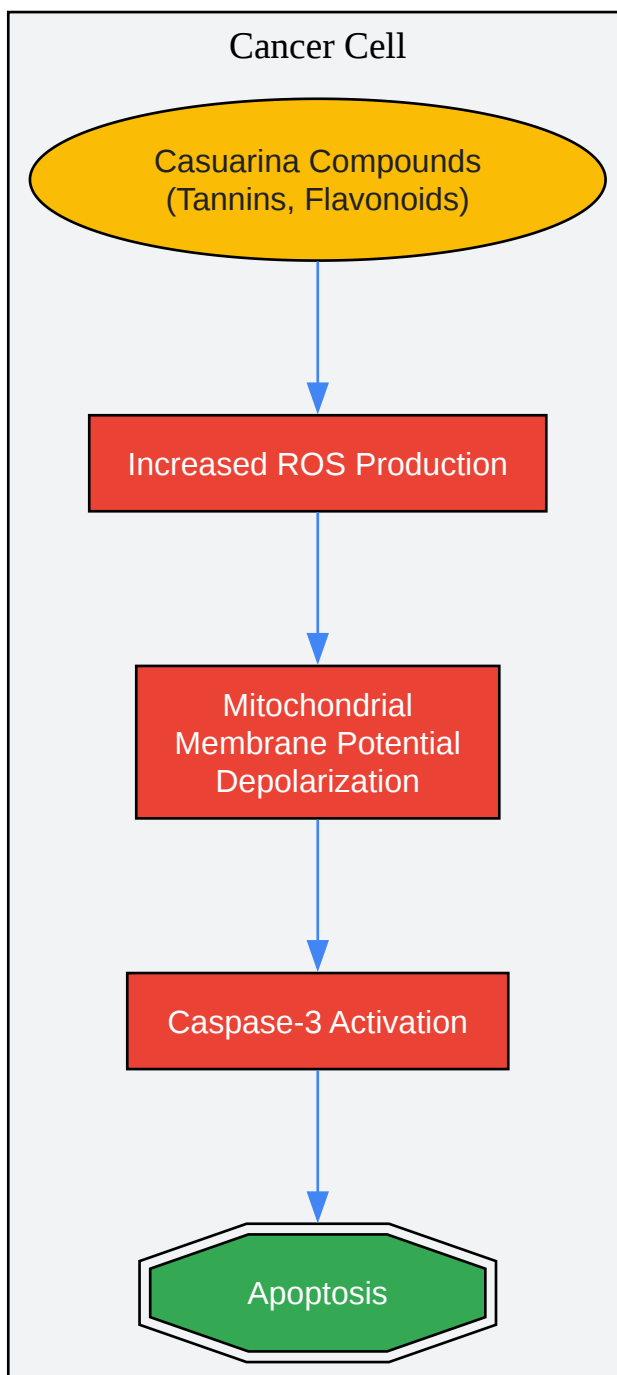 Cancer Cell
Casuarina Compounds
(Tannins, Flavonoids)
Increased ROS Production
Mitochondrial
Membrane Potential
Depolarization
Caspase-3 Activation
Apoptosis